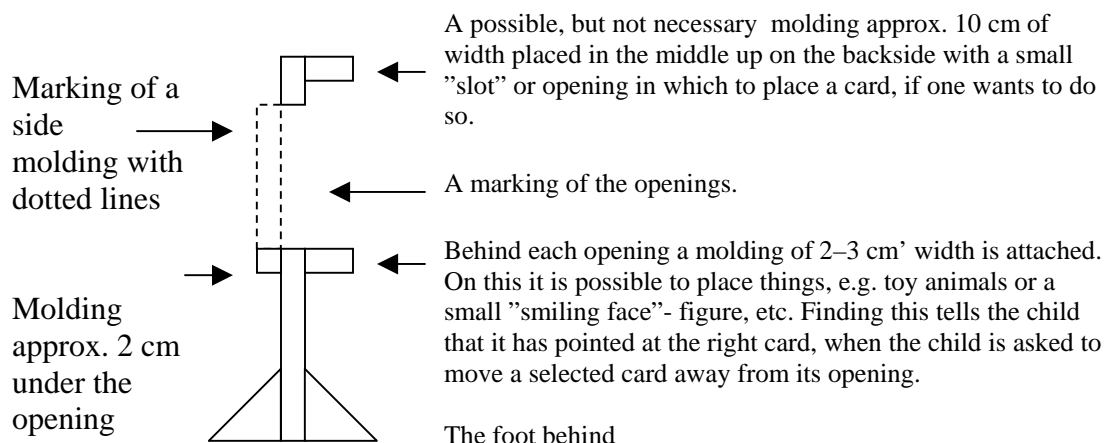 Marking of a
side
molding with
dotted lines
Molding
approx. 2 cm
under the
opening
A possible, but not necessary  molding approx. 10 cm of
width placed in the middle up on the backside with a small
”slot” or opening in which to place a card, if one wants to do
so.
A marking of the openings.
Behind each opening a molding of 2–3 cm’ width is attached.
On this it is possible to place things, e.g. toy animals or a
small ”smiling face”- figure, etc. Finding this tells the child
that it has pointed at the right card, when the child is asked to
move a selected card away from its opening.
The foot behind